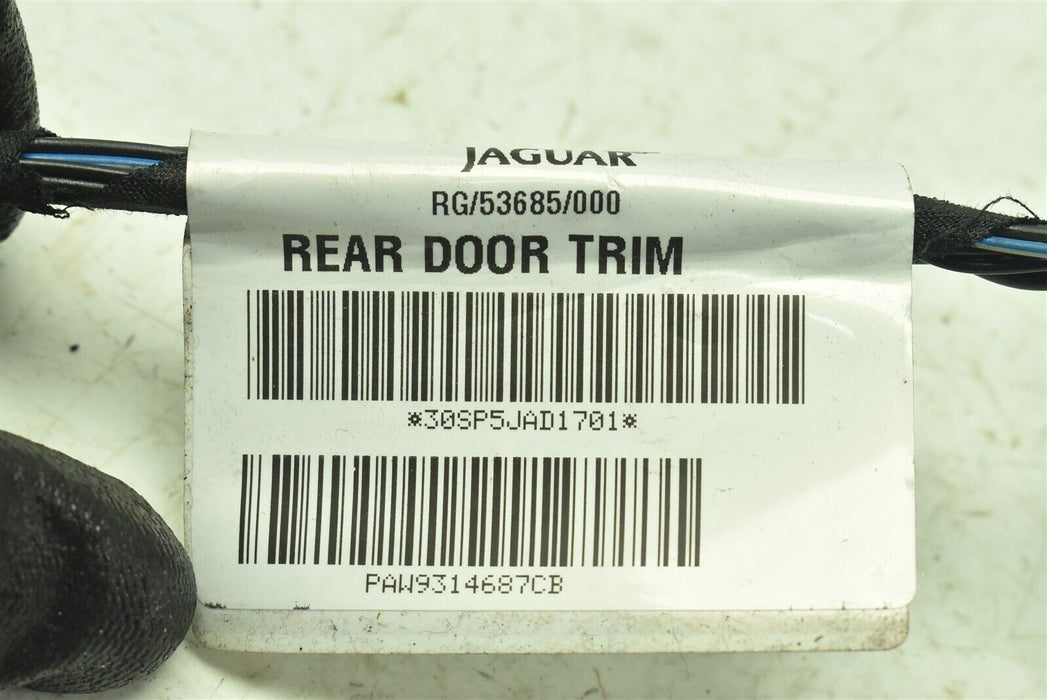 JAGUAR
RG/53685/000
REAR DOOR TRIM
*30SP5JAD1701*
PAW9314687CB